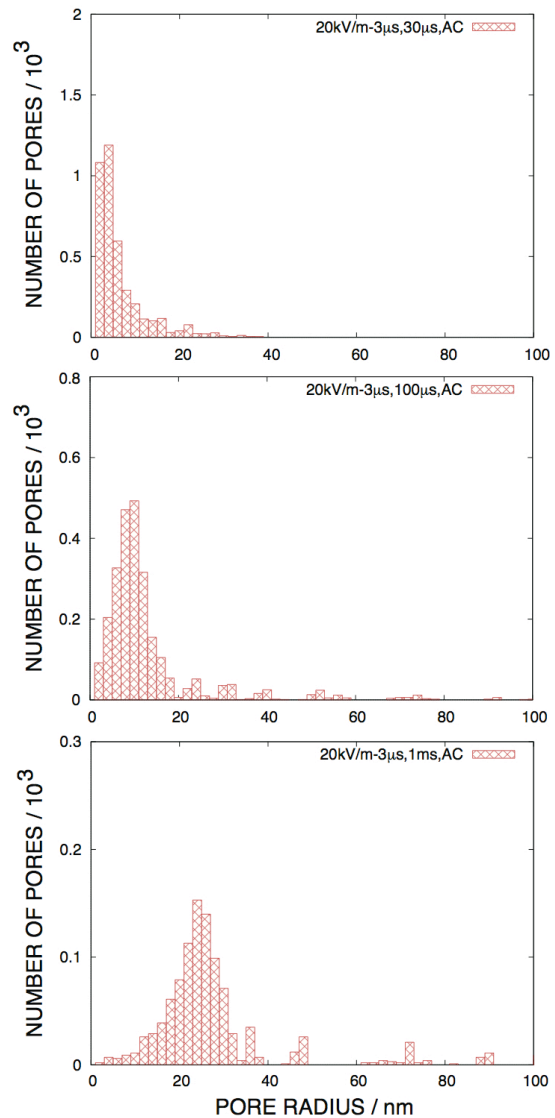 2
20kV/m-3μs,30μs,AC
1.5
1
0.5
0
NUMBER OF PORES / 10³
0 20 40 60 80 100
0.8
20kV/m-3μs,100μs,AC
0.6
0.4
0.2
0
NUMBER OF PORES / 10³
0 20 40 60 80 100
0.3
20kV/m-3μs,1ms,AC
0.2
0.1
0
NUMBER OF PORES / 10³
0 20 40 60 80 100
PORE RADIUS / nm